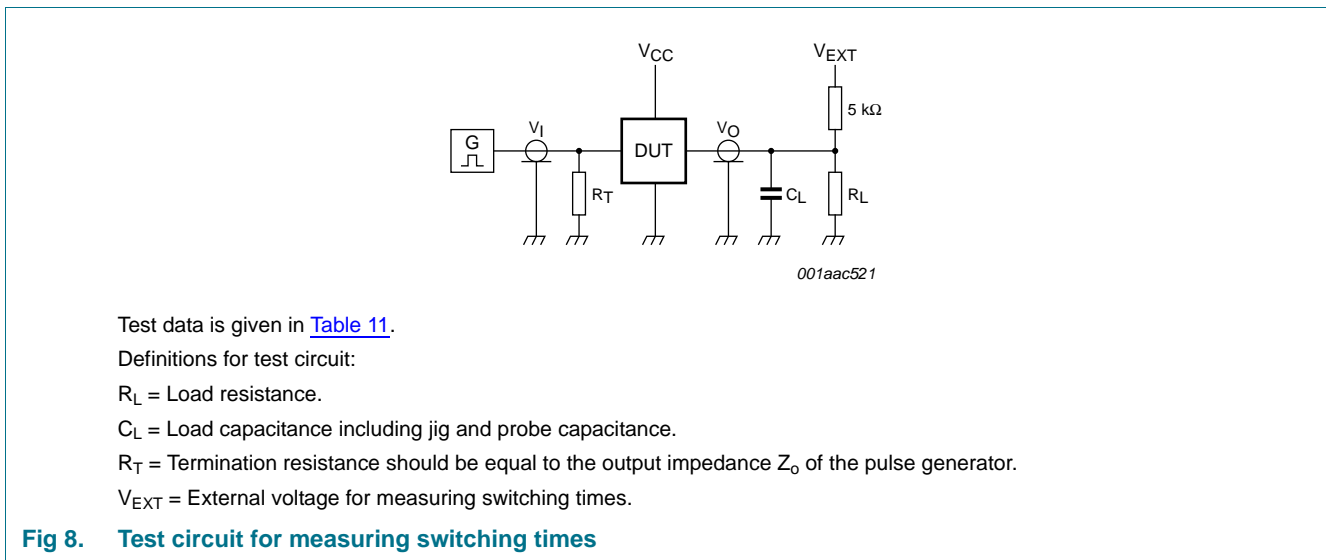 V_CC V_EXT
5 kΩ
G V_I DUT V_O
R_T C_L R_L
001aac521
Test data is given in Table 11.
Definitions for test circuit:
R_L = Load resistance.
C_L = Load capacitance including jig and probe capacitance.
R_T = Termination resistance should be equal to the output impedance Z_o of the pulse generator.
V_EXT = External voltage for measuring switching times.
Fig 8. Test circuit for measuring switching times